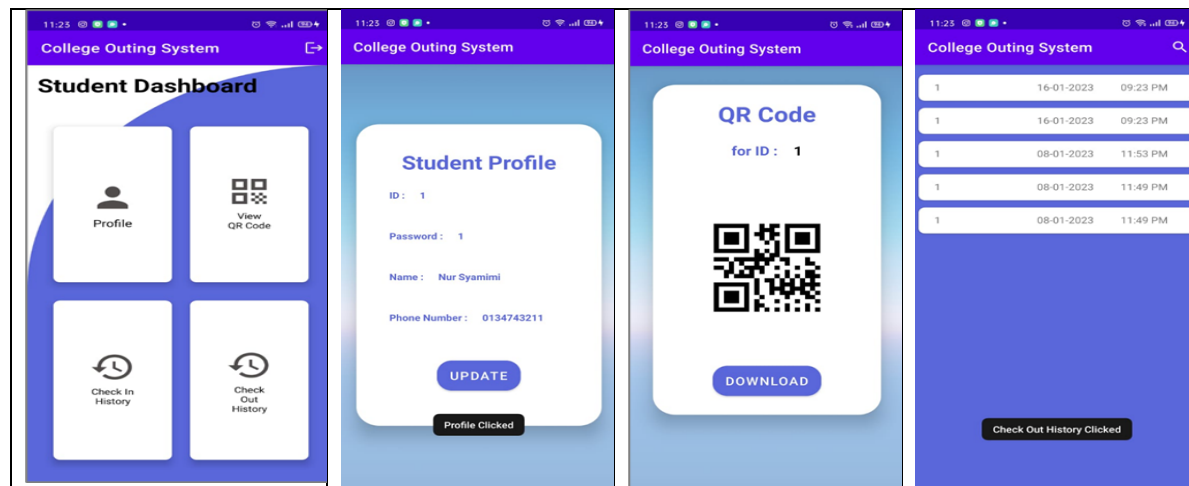 11:23
College Outing System
Student Dashboard
Profile
View
QR Code
Check In
History
Check
Out
History
11:23
College Outing System
Student Profile
ID : 1
Password : 1
Name : Nur Syamimi
Phone Number : 0134743211
UPDATE
Profile Clicked
11:23
College Outing System
QR Code
for ID : 1
DOWNLOAD
11:23
College Outing System
1 16-01-2023 09:23 PM
1 16-01-2023 09:23 PM
1 08-01-2023 11:53 PM
1 08-01-2023 11:49 PM
1 08-01-2023 11:49 PM
Check Out History Clicked